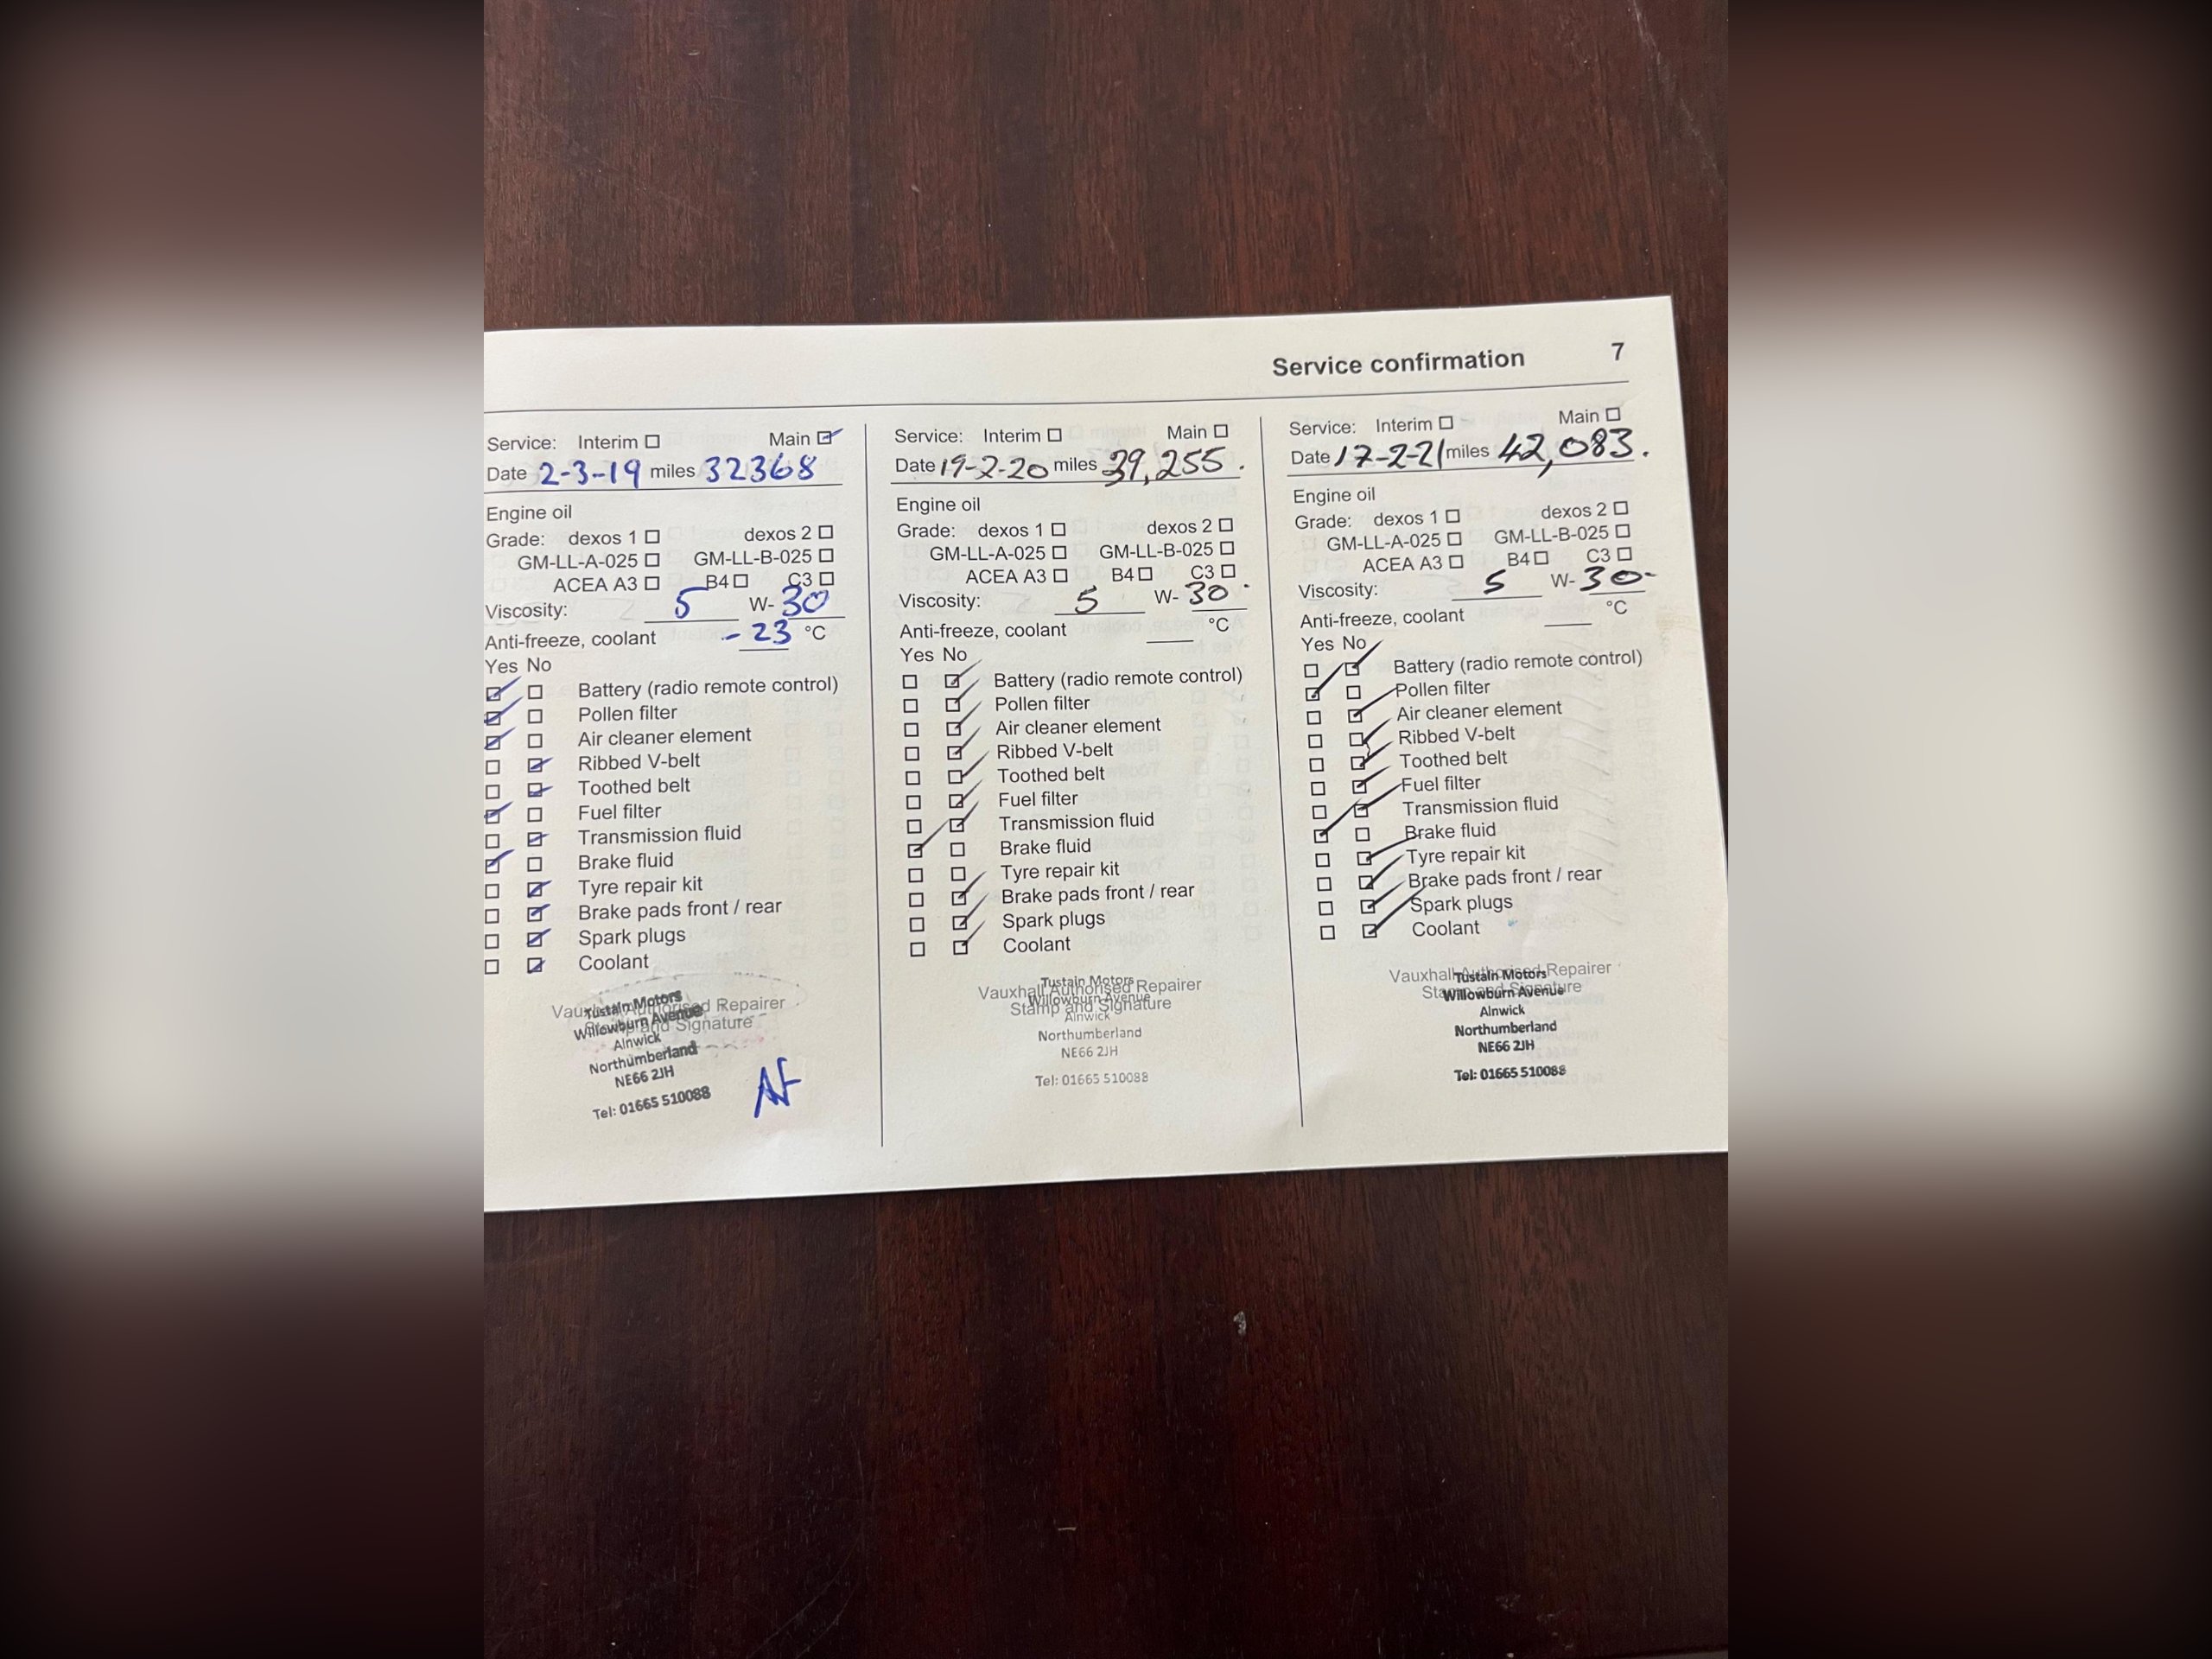 Service confirmation 7
Service: Interim ☐ Main ☑
Date 2-3-19 miles 32368
Engine oil
Grade: dexos 1 ☐ dexos 2 ☐
GM-LL-A-025 ☐ GM-LL-B-025 ☐
ACEA A3 ☐ B4 ☐ C3 ☐
Viscosity: 5 W- 30
Anti-freeze, coolant - 23 °C
Yes No
☑ ☐ Battery (radio remote control)
☑ ☐ Pollen filter
☑ ☐ Air cleaner element
☐ ☑ Ribbed V-belt
☐ ☑ Toothed belt
☑ ☐ Fuel filter
☐ ☑ Transmission fluid
☑ ☐ Brake fluid
☐ ☑ Tyre repair kit
☐ ☑ Brake pads front / rear
☐ ☑ Spark plugs
☐ ☑ Coolant
Vauxhall Authorised Repairer
Stamp and Signature
Tustain Motors
Willowburn Avenue
Alnwick
Northumberland
NE66 2JH
Tel: 01665 510088
Service: Interim ☐ Main ☐
Date 19-2-20 miles 39,255.
Engine oil
Grade: dexos 1 ☐ dexos 2 ☐
GM-LL-A-025 ☐ GM-LL-B-025 ☐
ACEA A3 ☐ B4 ☐ C3 ☐
Viscosity: 5 W- 30.
Anti-freeze, coolant °C
Yes No
☐ ☑ Battery (radio remote control)
☐ ☑ Pollen filter
☐ ☑ Air cleaner element
☐ ☑ Ribbed V-belt
☐ ☑ Toothed belt
☐ ☑ Fuel filter
☐ ☑ Transmission fluid
☑ ☐ Brake fluid
☐ ☐ Tyre repair kit
☐ ☑ Brake pads front / rear
☐ ☑ Spark plugs
☐ ☑ Coolant
Vauxhall Authorised Repairer
Stamp and Signature
Tustain Motors
Willowburn Avenue
Alnwick
Northumberland
NE66 2JH
Tel: 01665 510088
Service: Interim ☐ Main ☐
Date 17-2-21 miles 42,083.
Engine oil
Grade: dexos 1 ☐ dexos 2 ☐
GM-LL-A-025 ☐ GM-LL-B-025 ☐
ACEA A3 ☐ B4 ☐ C3 ☐
Viscosity: 5 W- 30-
Anti-freeze, coolant °C
Yes No
☐ ☑ Battery (radio remote control)
☑ ☐ Pollen filter
☐ ☑ Air cleaner element
☐ ☑ Ribbed V-belt
☐ ☑ Toothed belt
☐ ☑ Fuel filter
☐ ☑ Transmission fluid
☑ ☐ Brake fluid
☐ ☑ Tyre repair kit
☐ ☑ Brake pads front / rear
☐ ☑ Spark plugs
☐ ☑ Coolant
Vauxhall Authorised Repairer
Stamp and Signature
Tustain Motors
Willowburn Avenue
Alnwick
Northumberland
NE66 2JH
Tel: 01665 510088